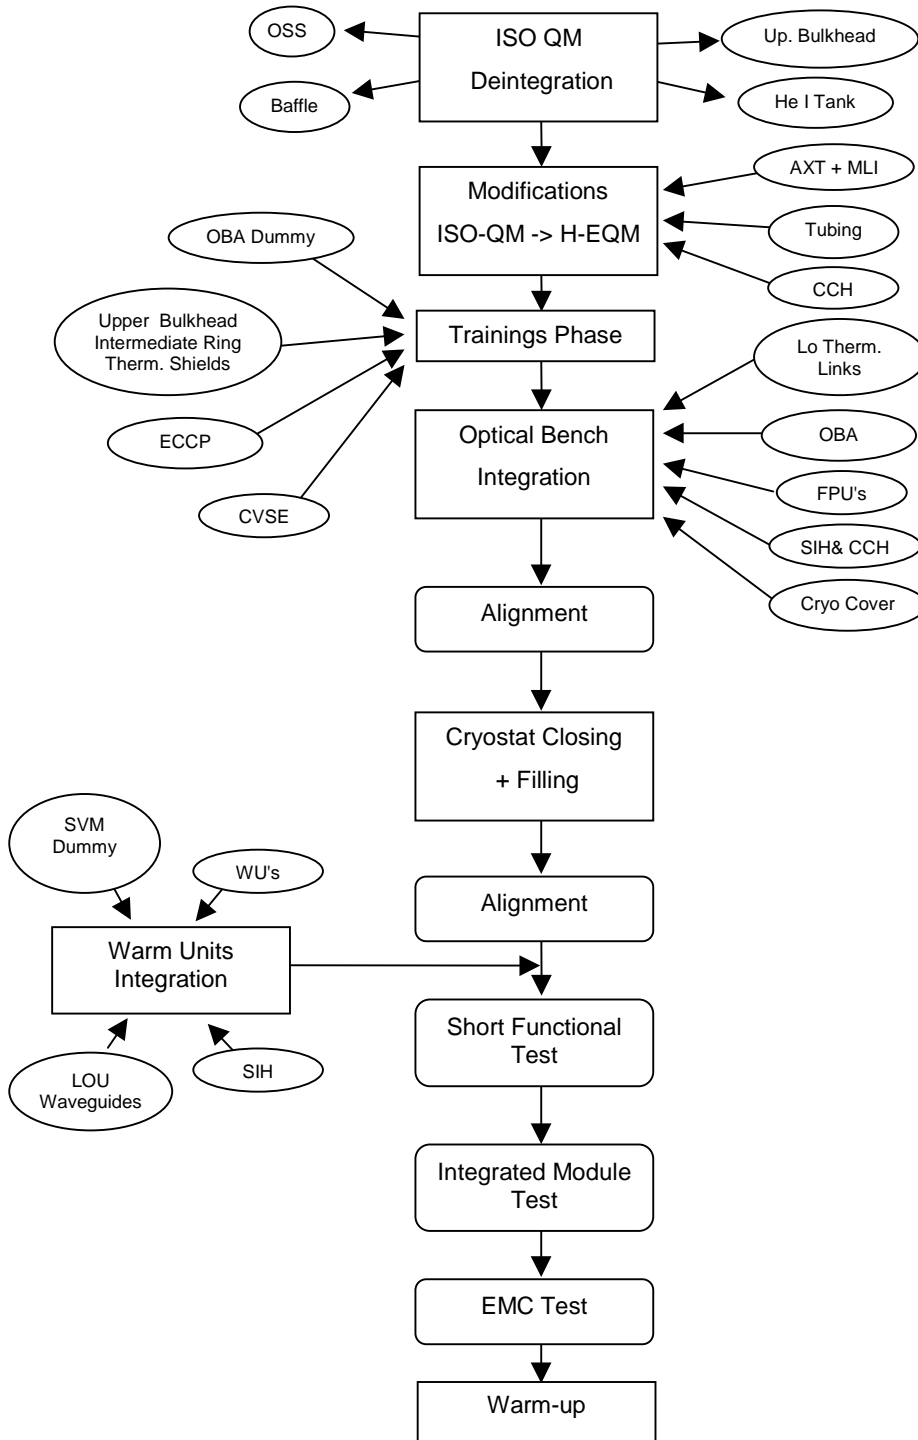 OSS
ISO QM
Deintegration
Up. Bulkhead
Baffle
He I Tank
Modifications
ISO-QM -> H-EQM
AXT + MLI
Tubing
CCH
OBA Dummy
Upper Bulkhead
Intermediate Ring
Therm. Shields
Trainings Phase
Lo Therm.
Links
ECCP
CVSE
Optical Bench
Integration
OBA
FPU's
SIH& CCH
Cryo Cover
Alignment
Cryostat Closing
+ Filling
SVM
Dummy
WU's
Alignment
Warm Units
Integration
LOU
Waveguides
SIH
Short Functional
Test
Integrated Module
Test
EMC Test
Warm-up